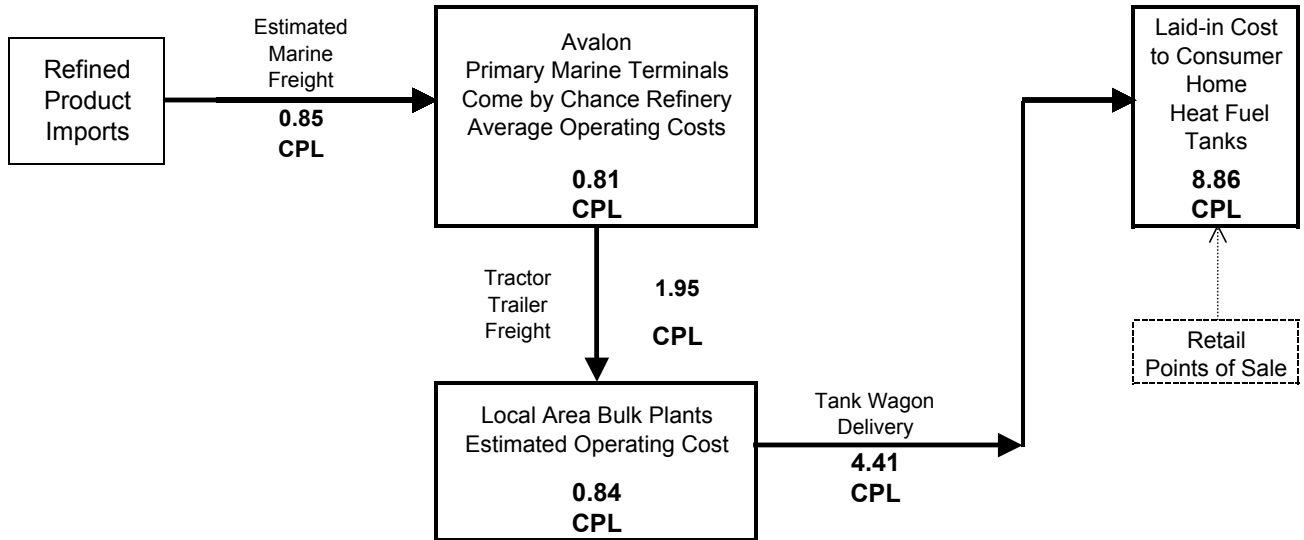 Refined
Product
Imports
Estimated
Marine
Freight
0.85
CPL
Avalon
Primary Marine Terminals
Come by Chance Refinery
Average Operating Costs
0.81
CPL
Tractor
Trailer
Freight
1.95
CPL
Local Area Bulk Plants
Estimated Operating Cost
0.84
CPL
Tank Wagon
Delivery
4.41
CPL
Laid-in Cost
to Consumer
Home
Heat Fuel
Tanks
8.86
CPL
Retail
Points of Sale